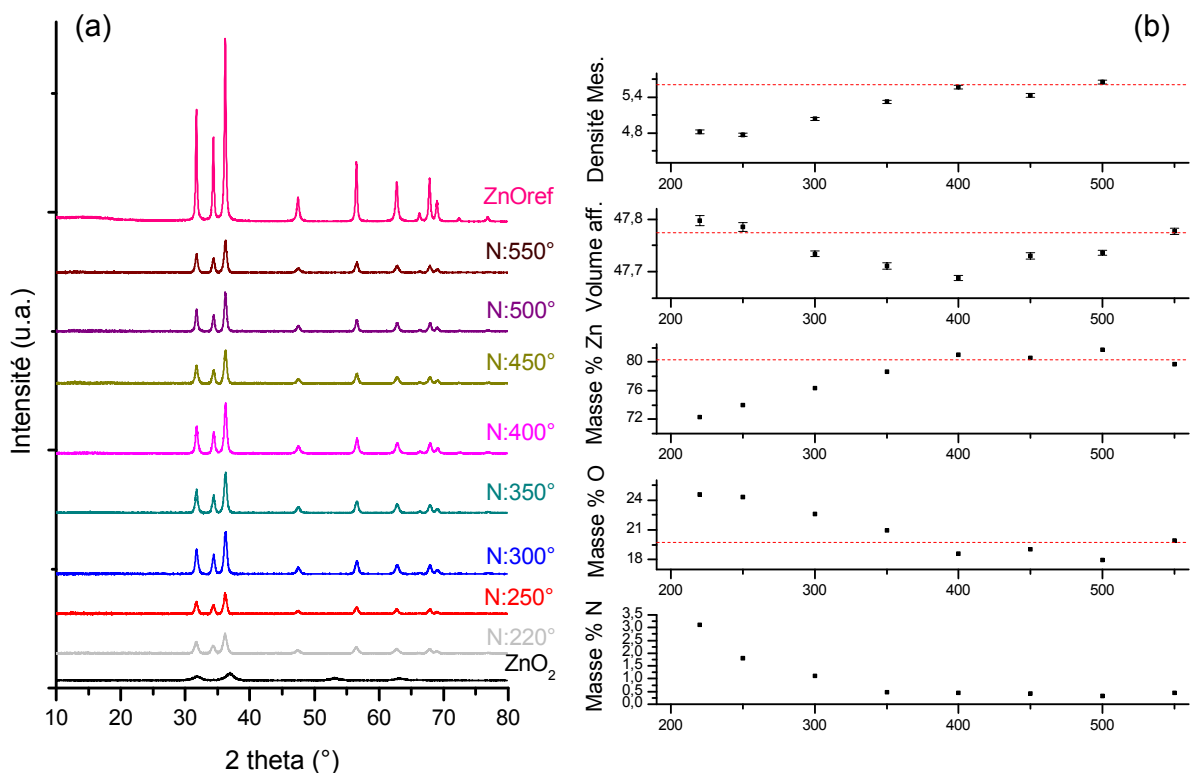 (a)
Intensité (u.a.)
ZnOref
N:550°
N:500°
N:450°
N:400°
N:350°
N:300°
N:250°
N:220°
ZnO2
10 20 30 40 50 60 70 80
2 theta (°)
(b)
Densité Mes.
5,4
4,8
200 300 400 500
Volume aff.
47,8
47,7
200 300 400 500
Masse % Zn
80
76
72
200 300 400 500
Masse % O
24
21
18
200 300 400 500
Masse % N
3,5
3,0
2,5
2,0
1,5
1,0
0,5
0,0
200 300 400 500